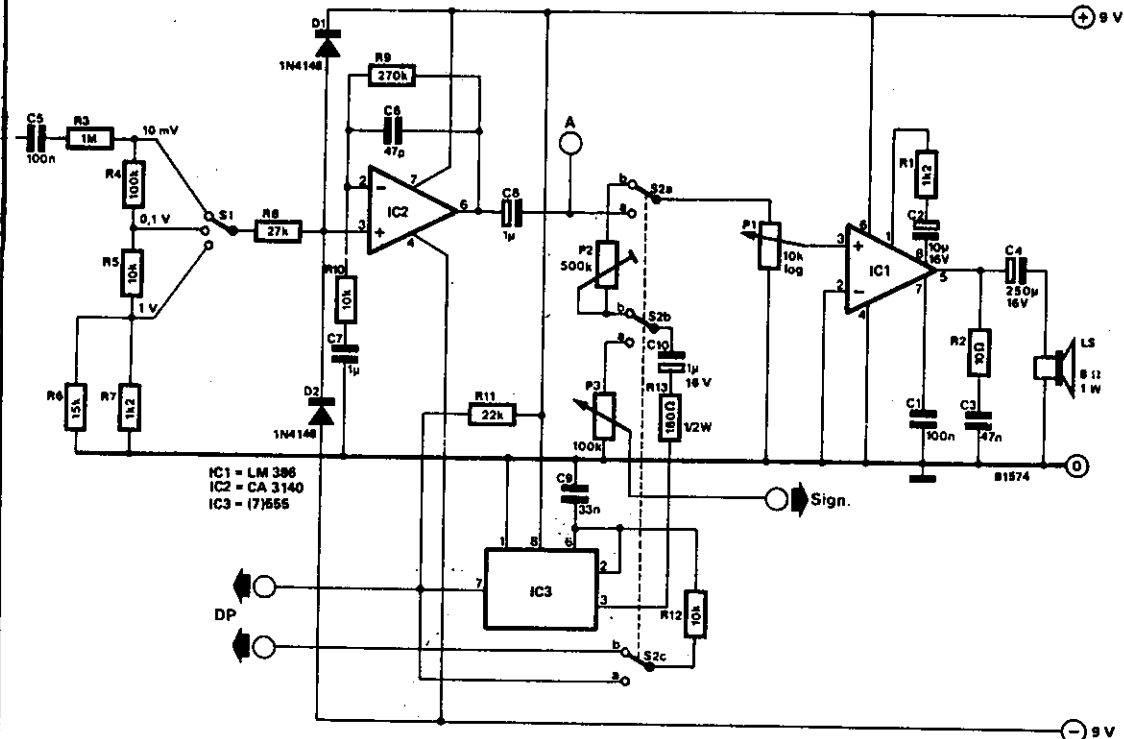 D1
1N4148
9 V
R9
270k
C6
47p
A
C5
100n
R3
1M
10 mV
R4
100k
0,1 V
S1
R8
27k
R5
10k
1 V
R6
15k
R7
1k2
R10
10k
C7
1µ
D2
1N4148
2
3
7
4
6
IC2
C8
1µ
b
S2a
a
P2
500k
b
S2b
a
C10
1µ
16 V
R13
180Ω
1/2W
P3
100k
P1
10k
log
R1
1k2
C2
10µ
16V
6
1
3
2
8
7
5
4
IC1
C4
250µ
16V
R2
10Ω
C1
100n
C3
47n
LS
8 Ω
1 W
R11
22k
0
81574
IC1 = LM 386
IC2 = CA 3140
IC3 = (7)555
C9
33n
Sign.
1
8
6
7
2
3
IC3
R12
10k
DP
b
S2c
a
9 V